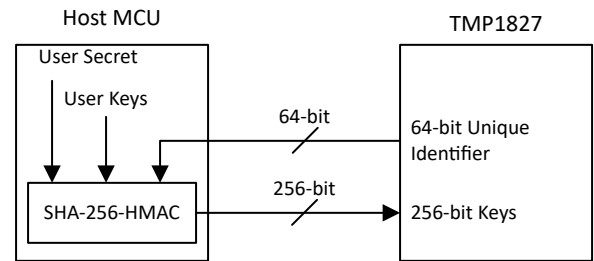 Host MCU
TMP1827
User Secret
User Keys
64-bit
64-bit Unique
Identifier
256-bit
SHA-256-HMAC
256-bit Keys